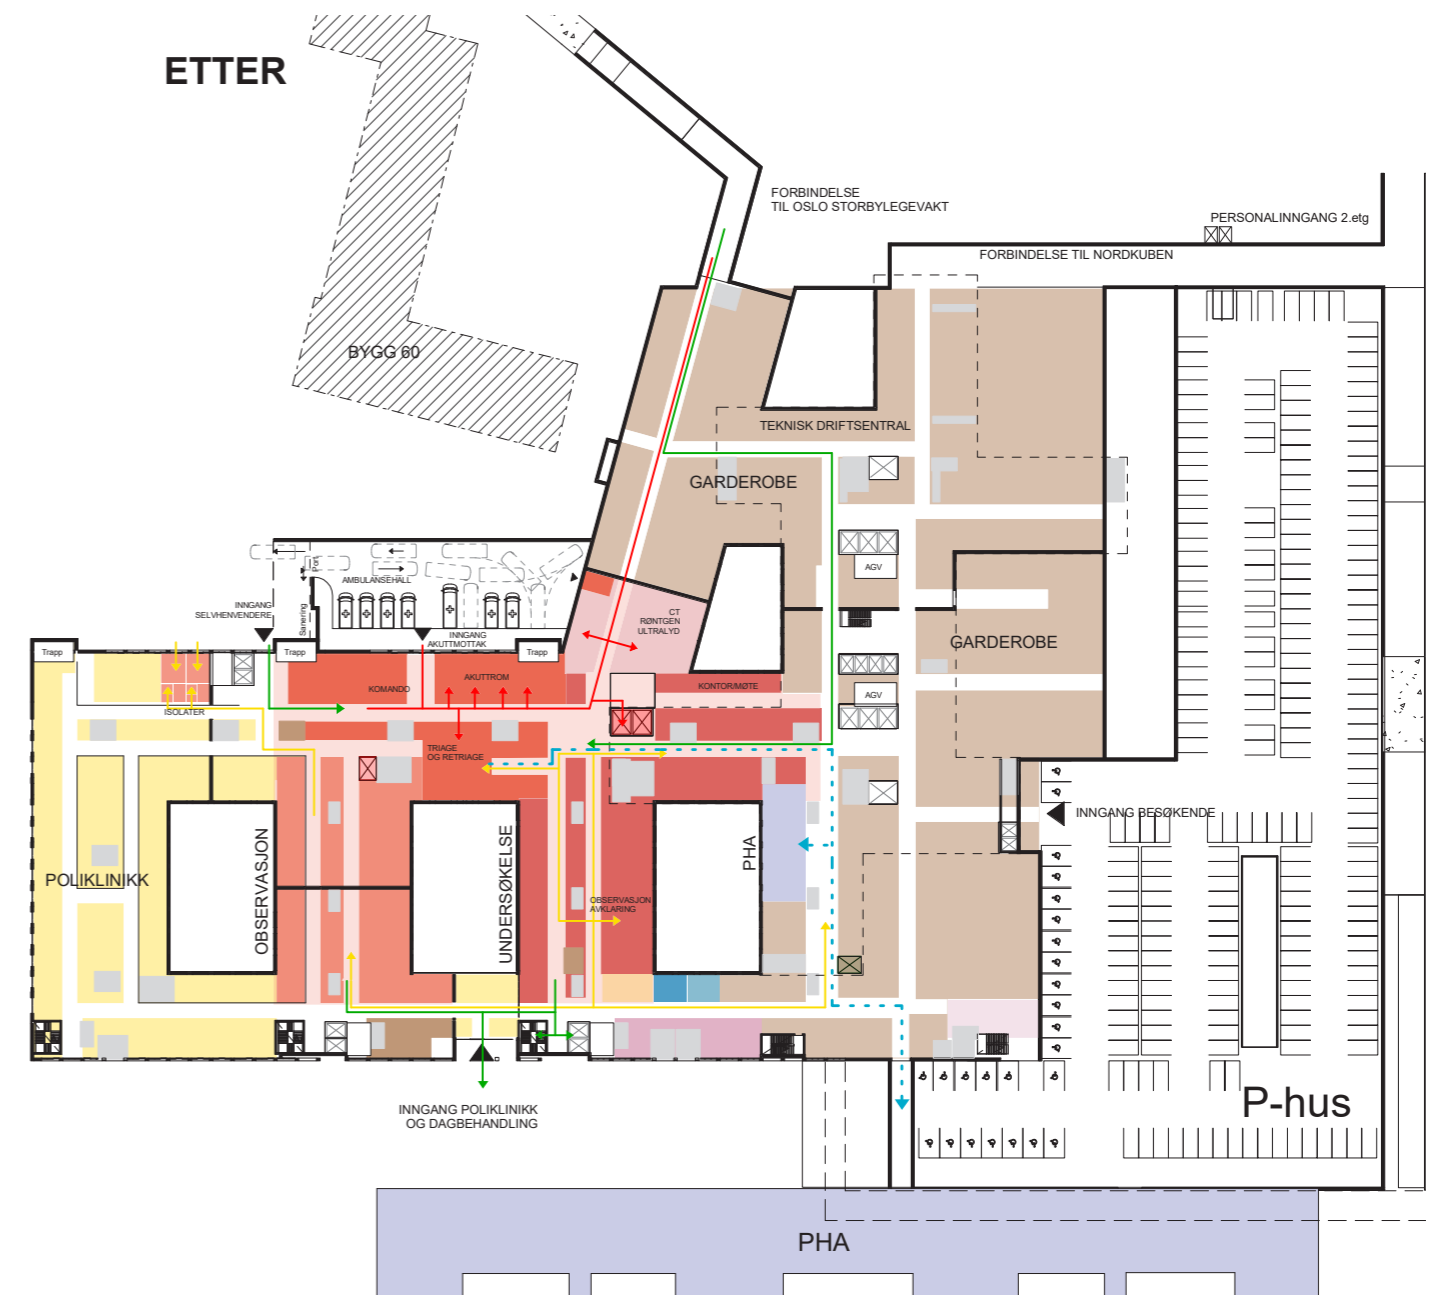 ETTER
FORBINDELSE
TIL OSLO STORBYLEGEVAKT
PERSONALINNGANG 2.etg
FORBINDELSE TIL NORDKUBEN
BYGG 60
TEKNISK DRIFTSENTRAL
GARDEROBE
AGV
Port
AMBULANSEHALL
INNGANG
SELVHENVENDERE
Sanering
INNGANG
AKUTTMOTTAK
CT
RØNTGEN
ULTRALYD
GARDEROBE
Trapp
Trapp
Trapp
KOMANDO
AKUTTROM
KONTOR/MØTE
AGV
ISOLATER
TRIAGE
OG RETRIAGE
INNGANG BESØKENDE
POLIKLINIKK
OBSERVASJON
UNDERSØKELSE
PHA
OBSERVASJON
AVKLARING
INNGANG POLIKLINIKK
OG DAGBEHANDLING
P-hus
PHA